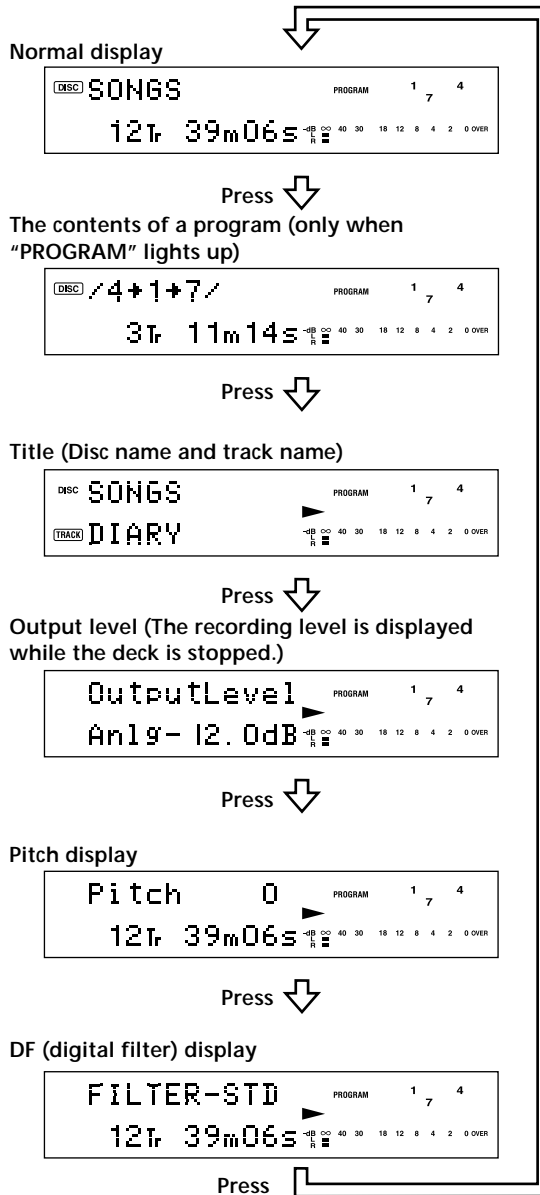 Normal display
DISC SONGS PROGRAM 1 7 4
12Tr 39m06s -dB L R ∞ 40 30 18 12 8 4 2 0 OVER
Press
The contents of a program (only when
“PROGRAM” lights up)
DISC /4→1→7/ PROGRAM 1 7 4
3Tr 11m14s -dB L R ∞ 40 30 18 12 8 4 2 0 OVER
Press
Title (Disc name and track name)
DISC SONGS PROGRAM 1 7 4
TRACK DIARY -dB L R ∞ 40 30 18 12 8 4 2 0 OVER
Press
Output level (The recording level is displayed
while the deck is stopped.)
OutputLevel PROGRAM 1 7 4
Anlg-12.0dB -dB L R ∞ 40 30 18 12 8 4 2 0 OVER
Press
Pitch display
Pitch 0 PROGRAM 1 7 4
12Tr 39m06s -dB L R ∞ 40 30 18 12 8 4 2 0 OVER
Press
DF (digital filter) display
FILTER-STD PROGRAM 1 7 4
12Tr 39m06s -dB L R ∞ 40 30 18 12 8 4 2 0 OVER
Press